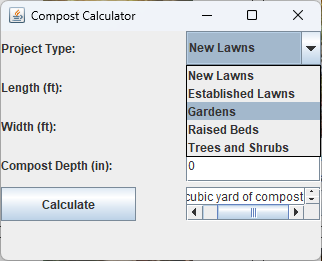 Compost Calculator
Project Type:
New Lawns
New Lawns
Established Lawns
Gardens
Raised Beds
Trees and Shrubs
Length (ft):
Width (ft):
Compost Depth (in):
0
Calculate
cubic yard of compost